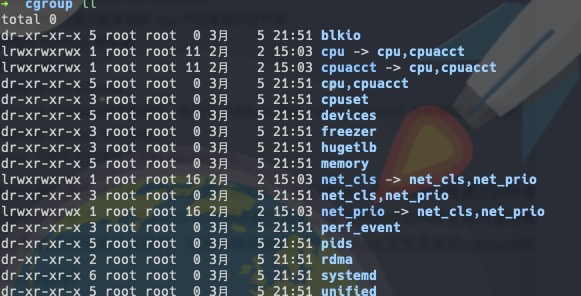 ➜ cgroup ll
total 0
dr-xr-xr-x 5 root root 0 3月 5 21:51 blkio
lrwxrwxrwx 1 root root 11 2月 2 15:03 cpu -> cpu,cpuacct
lrwxrwxrwx 1 root root 11 2月 2 15:03 cpuacct -> cpu,cpuacct
dr-xr-xr-x 5 root root 0 3月 5 21:51 cpu,cpuacct
dr-xr-xr-x 3 root root 0 3月 5 21:51 cpuset
dr-xr-xr-x 5 root root 0 3月 5 21:51 devices
dr-xr-xr-x 3 root root 0 3月 5 21:51 freezer
dr-xr-xr-x 3 root root 0 3月 5 21:51 hugetlb
dr-xr-xr-x 5 root root 0 3月 5 21:51 memory
lrwxrwxrwx 1 root root 16 2月 2 15:03 net_cls -> net_cls,net_prio
dr-xr-xr-x 3 root root 0 3月 5 21:51 net_cls,net_prio
lrwxrwxrwx 1 root root 16 2月 2 15:03 net_prio -> net_cls,net_prio
dr-xr-xr-x 3 root root 0 3月 5 21:51 perf_event
dr-xr-xr-x 5 root root 0 3月 5 21:51 pids
dr-xr-xr-x 2 root root 0 3月 5 21:51 rdma
dr-xr-xr-x 6 root root 0 3月 5 21:51 systemd
dr-xr-xr-x 5 root root 0 3月 5 21:51 unified